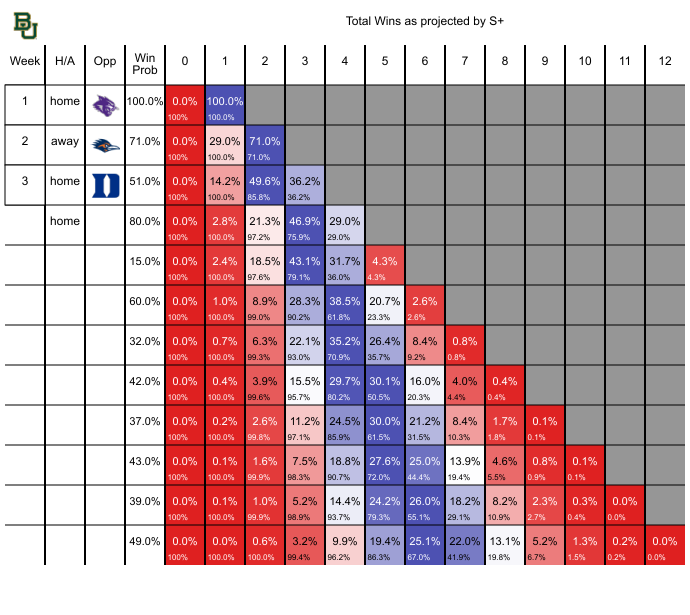 BU
Total Wins as projected by S+
Week H/A Opp Win Prob 0 1 2 3 4 5 6 7 8 9 10 11 12
1 home 100.0% 0.0% 100.0%
100% 100.0%
2 away 71.0% 0.0% 29.0% 71.0%
100% 100.0% 71.0%
3 home D 51.0% 0.0% 14.2% 49.6% 36.2%
100% 100.0% 85.8% 36.2%
home 80.0% 0.0% 2.8% 21.3% 46.9% 29.0%
100% 100.0% 97.2% 75.9% 29.0%
15.0% 0.0% 2.4% 18.5% 43.1% 31.7% 4.3%
100% 100.0% 97.6% 79.1% 36.0% 4.3%
60.0% 0.0% 1.0% 8.9% 28.3% 38.5% 20.7% 2.6%
100% 100.0% 99.0% 90.2% 61.8% 23.3% 2.6%
32.0% 0.0% 0.7% 6.3% 22.1% 35.2% 26.4% 8.4% 0.8%
100% 100.0% 99.3% 93.0% 70.9% 35.7% 9.2% 0.8%
42.0% 0.0% 0.4% 3.9% 15.5% 29.7% 30.1% 16.0% 4.0% 0.4%
100% 100.0% 99.6% 95.7% 80.2% 50.5% 20.3% 4.4% 0.4%
37.0% 0.0% 0.2% 2.6% 11.2% 24.5% 30.0% 21.2% 8.4% 1.7% 0.1%
100% 100.0% 99.8% 97.1% 85.9% 61.5% 31.5% 10.3% 1.8% 0.1%
43.0% 0.0% 0.1% 1.6% 7.5% 18.8% 27.6% 25.0% 13.9% 4.6% 0.8% 0.1%
100% 100.0% 99.9% 98.3% 90.7% 72.0% 44.4% 19.4% 5.5% 0.9% 0.1%
39.0% 0.0% 0.1% 1.0% 5.2% 14.4% 24.2% 26.0% 18.2% 8.2% 2.3% 0.3% 0.0%
100% 100.0% 99.9% 98.9% 93.7% 79.3% 55.1% 29.1% 10.9% 2.7% 0.4% 0.0%
49.0% 0.0% 0.0% 0.6% 3.2% 9.9% 19.4% 25.1% 22.0% 13.1% 5.2% 1.3% 0.2% 0.0%
100% 100.0% 100.0% 99.4% 96.2% 86.3% 67.0% 41.9% 19.8% 6.7% 1.5% 0.2% 0.0%